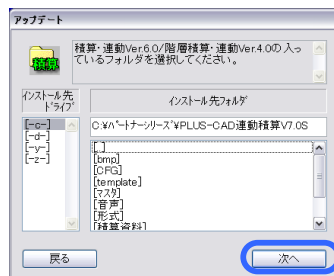 アップデート
積算･連動Ver.6.0/階層積算･連動Ver.4.0の入っ
ているフォルダを選択してください。
積算
インストール先
ﾄﾞﾗｲﾌﾞ
インストール先フォルダ
[-c-]
[-d-]
[-y-]
[-z-]
C:¥ﾊﾟｰﾄﾅｰｼﾘｰｽﾞ¥PLUS-CAD連動積算V7.0S
[..]
[bmp]
[CFG]
[template]
[ﾏｽﾀ]
[音声]
[形式]
[積算資料]
戻る
次へ